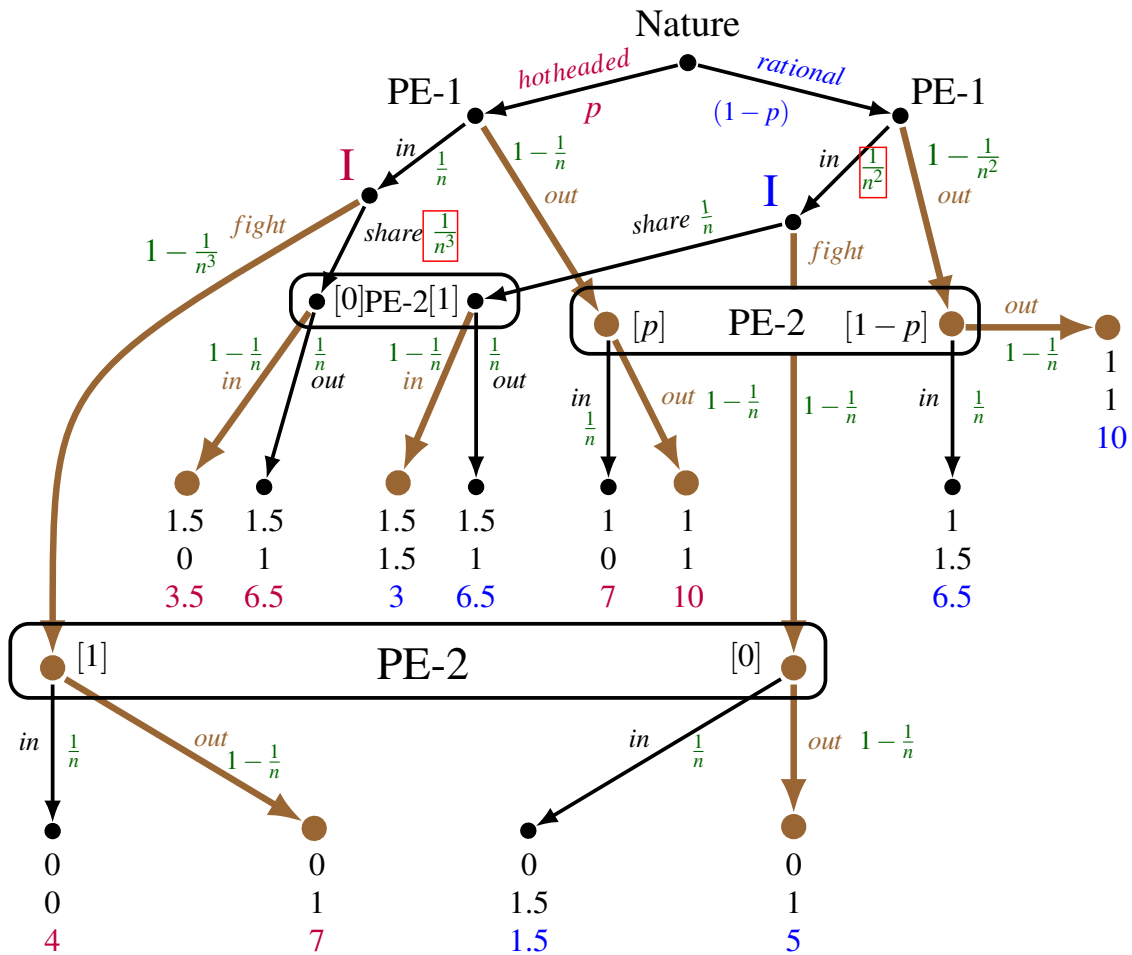 Nature
hotheaded rational
PE-1 p (1 − p) PE-1
in 1/n 1 − 1/n in 1/n² 1 − 1/n²
I out I out
fight share 1/n³ share 1/n fight
1 − 1/n³
[0]PE-2[1] [p] PE-2 [1 − p] out
1 − 1/n 1/n 1 − 1/n 1/n 1 − 1/n
in out in out
in 1/n out 1 − 1/n 1 − 1/n in 1/n
1
1
10
1.5 1.5 1.5 1.5 1 1 1
0 1 1.5 1 0 1 1.5
3.5 6.5 3 6.5 7 10 6.5
[1] PE-2 [0]
in 1/n out 1 − 1/n in 1/n out 1 − 1/n
0 0 0 0
0 1 1.5 1
4 7 1.5 5